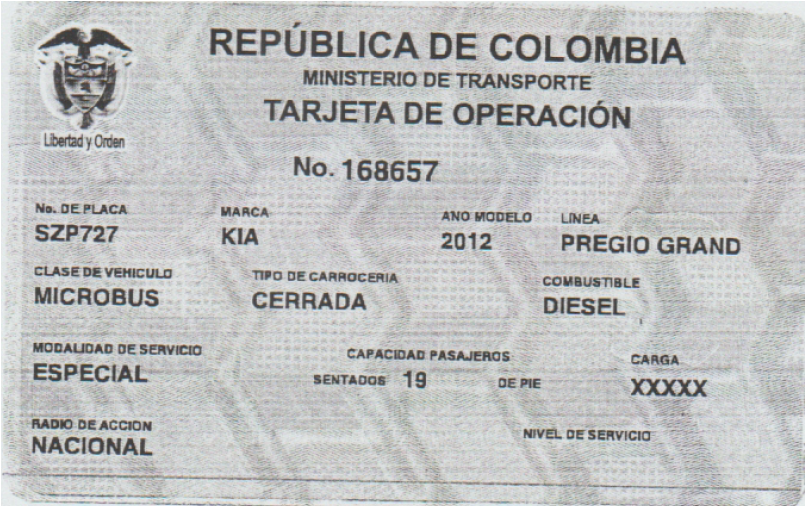 REPÚBLICA DE COLOMBIA
MINISTERIO DE TRANSPORTE
TARJETA DE OPERACIÓN
Libertad y Orden
No. 168657
No. DE PLACA MARCA ANO MODELO LINEA
SZP727 KIA 2012 PREGIO GRAND
CLASE DE VEHICULO TIPO DE CARROCERIA COMBUSTIBLE
MICROBUS CERRADA DIESEL
MODALIDAD DE SERVICIO CAPACIDAD PASAJEROS CARGA
ESPECIAL SENTADOS 19 DE PIE XXXXX
RADIO DE ACCION NIVEL DE SERVICIO
NACIONAL